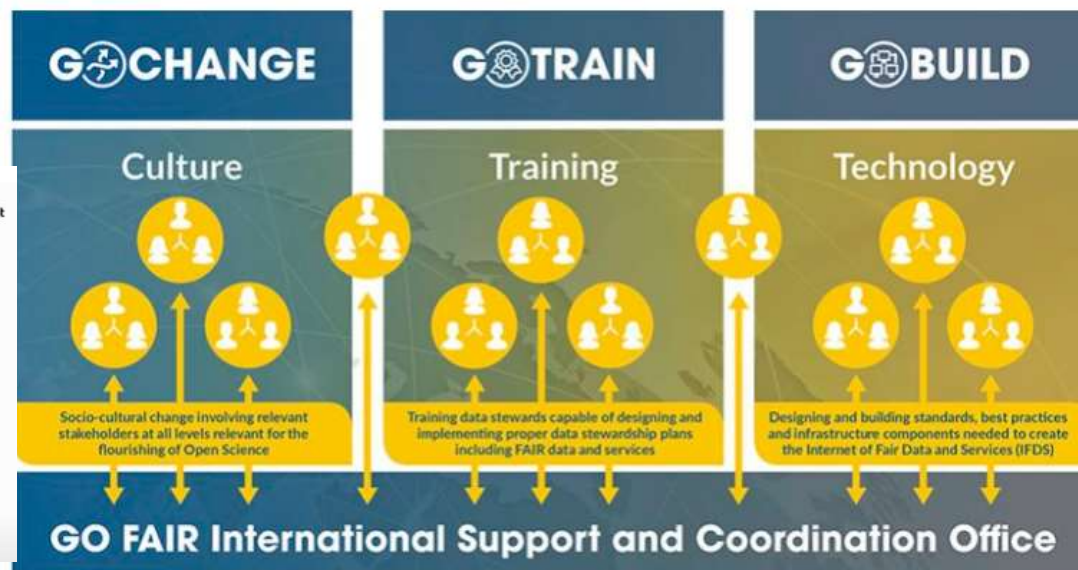 GO CHANGE
GO TRAIN
GO BUILD
Culture
Training
Technology
t
Socio-cultural change involving relevant
stakeholders at all levels relevant for the
flourishing of Open Science
Training data stewards capable of designing and
implementing proper data stewardship plans
including FAIR data and services
Designing and building standards, best practices
and infrastructure components needed to create
the Internet of Fair Data and Services (IFDS)
GO FAIR International Support and Coordination Office